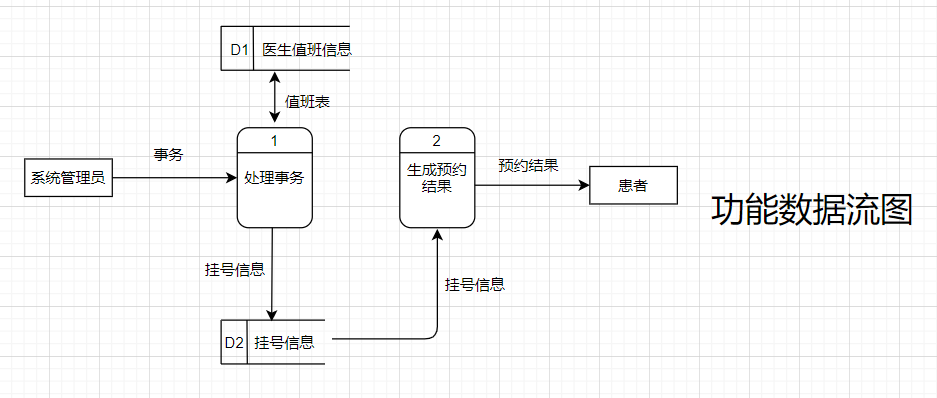 D1 医生值班信息
值班表
1
2
事务
处理事务
生成预约
结果
预约结果
系统管理员
患者
功能数据流图
挂号信息
挂号信息
D2 挂号信息